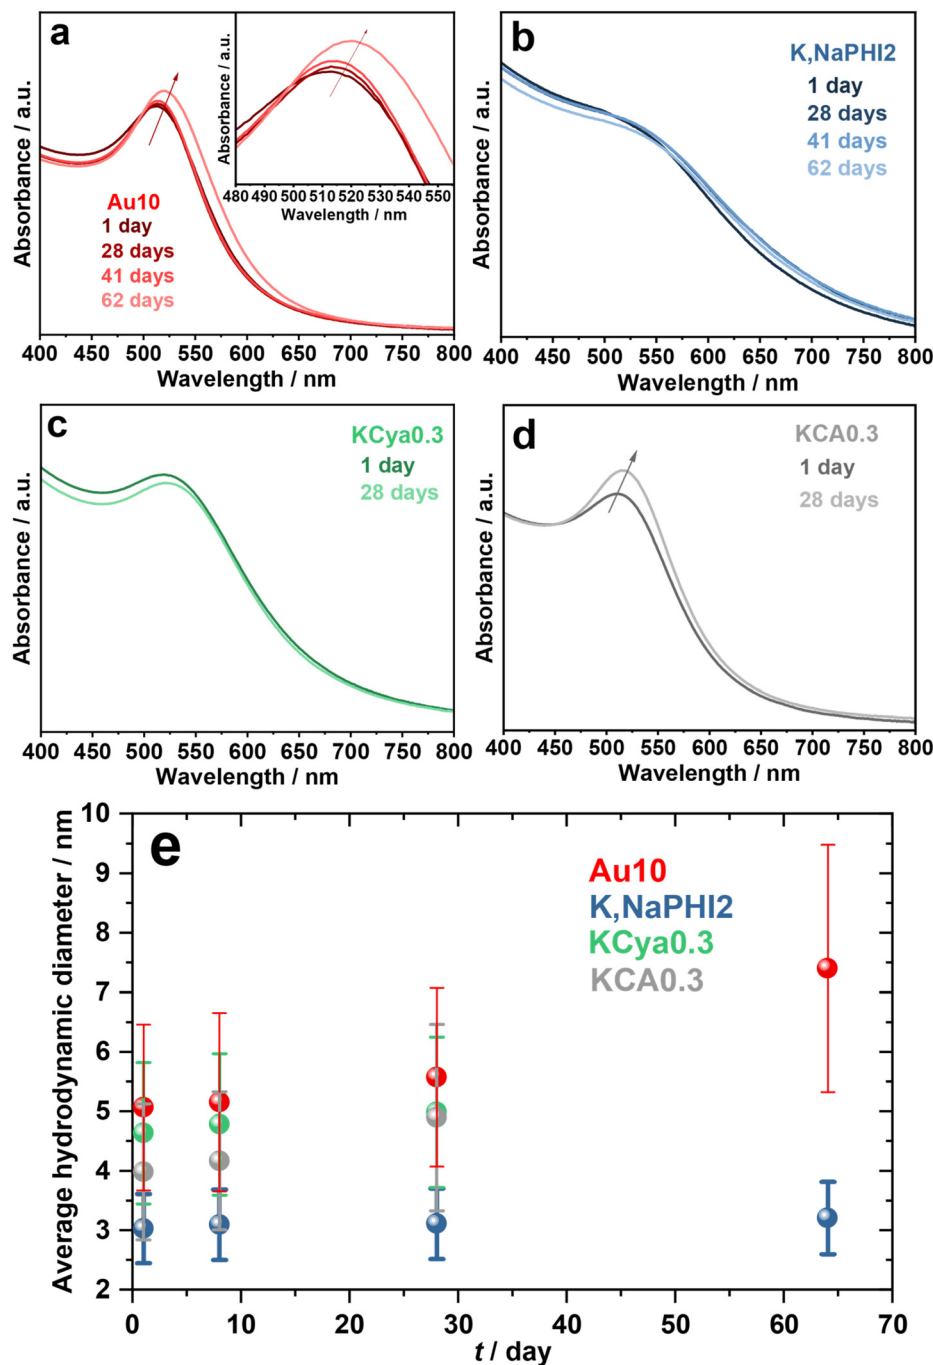 a
Absorbance / a.u.
Au10
1 day
28 days
41 days
62 days
400 450 500 550 600 650 700 750 800
Wavelength / nm
Absorbance / a.u.
480 490 500 510 520 530 540 550
Wavelength / nm
b
Absorbance / a.u.
K,NaPHI2
1 day
28 days
41 days
62 days
400 450 500 550 600 650 700 750 800
Wavelength / nm
c
Absorbance / a.u.
KCya0.3
1 day
28 days
400 450 500 550 600 650 700 750 800
Wavelength / nm
d
Absorbance / a.u.
KCA0.3
1 day
28 days
400 450 500 550 600 650 700 750 800
Wavelength / nm
e
Average hydrodynamic diameter / nm
10
9
8
7
6
5
4
3
2
Au10
K,NaPHI2
KCya0.3
KCA0.3
0 10 20 30 40 50 60 70
t / day